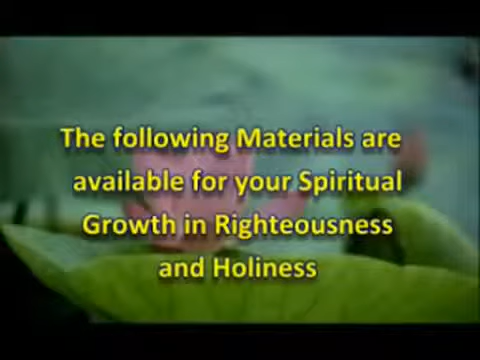 The following Materials are
available for your Spiritual
Growth in Righteousness
and Holiness